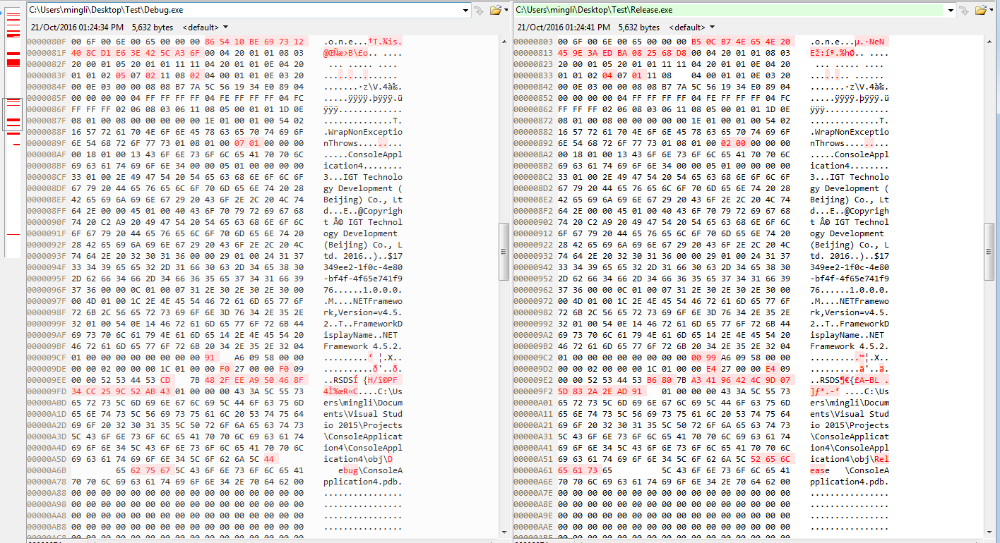 C:\Users\mingli\Desktop\Test\Debug.exe
21/Oct/2016 01:24:34 PM 5,632 bytes <default>
0000080F 00 6F 00 6E 00 65 00 00 00 86 54 10 BE 69 73 12 .o.n.e...†T.¾is.
0000081F 40 8C D1 E6 3E 42 5C A3 6F 00 04 20 01 01 08 03 @ŒÑæ>B\£o.. ....
0000082F 20 00 01 05 20 01 01 11 11 04 20 01 01 0E 04 20 ... ..... ....
0000083F 01 01 02 05 07 02 11 08 02 04 00 01 01 0E 03 20 ...............
0000084F 00 0E 03 00 00 08 08 B7 7A 5C 56 19 34 E0 89 04 .......·z\V.4à‰.
0000085F 00 00 00 00 04 FF FF FF FF 04 FE FF FF FF 04 FC .....ÿÿÿÿ.þÿÿÿ.ü
0000086F FF FF FF 02 06 08 03 06 11 08 05 00 01 01 1D 0E ÿÿÿ.............
0000087F 08 01 00 08 00 00 00 00 00 1E 01 00 01 00 54 02 ..............T.
0000088F 16 57 72 61 70 4E 6F 6E 45 78 63 65 70 74 69 6F .WrapNonExceptio
0000089F 6E 54 68 72 6F 77 73 01 08 01 00 07 01 00 00 00 00 nThrows.........
000008AF 00 18 01 00 13 43 6F 6E 73 6F 6C 65 41 70 70 6C .....ConsoleAppl
000008BF 69 63 61 74 69 6F 6E 34 00 00 05 01 00 00 00 00 ication4........
000008CF 33 01 00 2E 49 47 54 20 54 65 63 68 6E 6F 6C 6F 3...IGT Technolo
000008DF 67 79 20 44 65 76 65 6C 6F 70 6D 65 6E 74 20 28 gy Development (
000008EF 42 65 69 6A 69 6E 67 29 20 43 6F 2E 2C 20 4C 74 Beijing) Co., Lt
000008FF 64 2E 00 00 45 01 00 40 43 6F 70 79 72 69 67 68 d...E..@Copyrigh
0000090F 74 20 C2 A9 20 49 47 54 20 54 65 63 68 6E 6F 6C t Â© IGT Technol
0000091F 6F 67 79 20 44 65 76 65 6C 6F 70 6D 65 6E 74 20 ogy Development
0000092F 28 42 65 69 6A 69 6E 67 29 20 43 6F 2E 2C 20 4C (Beijing) Co., L
0000093F 74 64 2E 20 32 30 31 36 00 00 29 01 00 24 31 37 td. 2016..)..$17
0000094F 33 34 39 65 65 32 2D 31 66 30 63 2D 34 65 38 30 349ee2-1f0c-4e80
0000095F 2D 62 66 34 66 2D 34 66 36 35 65 37 34 31 66 39 -bf4f-4f65e741f9
0000096F 37 36 00 00 0C 01 00 07 31 2E 30 2E 30 2E 30 00 76......1.0.0.0.
0000097F 00 4D 01 00 1C 2E 4E 45 54 46 72 61 6D 65 77 6F .M....NETFramewo
0000098F 72 6B 2C 56 65 72 73 69 6F 6E 3D 76 34 2E 35 2E rk,Version=v4.5.
0000099F 32 01 00 54 0E 14 46 72 61 6D 65 77 6F 72 6B 44 2..T..FrameworkD
000009AF 69 73 70 6C 61 79 4E 61 6D 65 14 2E 4E 45 54 20 isplayName..NET
000009BF 46 72 61 6D 65 77 6F 72 6B 20 34 2E 35 2E 32 04 Framework 4.5.2.
000009CF 01 00 00 00 00 00 00 00 00 91 A6 09 58 00 00 .........‘ ¦.X..
000009DE 00 00 02 00 00 00 1C 01 00 00 F0 27 00 00 F0 09 ..........ð'..ð.
000009EE 00 00 52 53 44 53 CD 7B 48 2F EE A9 50 46 8F ..RSDSÍ {H/î©PF
000009FD 34 CC 25 9C 52 AB 43 01 00 00 00 43 3A 5C 55 73 4Ì%œR«C....C:\Us
00000A0D 65 72 73 5C 6D 69 6E 67 6C 69 5C 44 6F 63 75 6D ers\mingli\Docum
00000A1D 65 6E 74 73 5C 56 69 73 75 61 6C 20 53 74 75 64 ents\Visual Stud
00000A2D 69 6F 20 32 30 31 35 5C 50 72 6F 6A 65 63 74 73 io 2015\Projects
00000A3D 5C 43 6F 6E 73 6F 6C 65 41 70 70 6C 69 63 61 74 \ConsoleApplicat
00000A4D 69 6F 6E 34 5C 43 6F 6E 73 6F 6C 65 41 70 70 6C ion4\ConsoleAppl
00000A5D 69 63 61 74 69 6F 6E 34 5C 6F 62 6A 5C 44 ication4\obj\D
00000A6B 65 62 75 67 5C 43 6F 6E 73 6F 6C 65 41 ebug\ConsoleA
00000A78 70 70 6C 69 63 61 74 69 6F 6E 34 2E 70 64 62 00 pplication4.pdb.
00000A88 00 00 00 00 00 00 00 00 00 00 00 00 00 00 00 00 ................
00000A98 00 00 00 00 00 00 00 00 00 00 00 00 00 00 00 00 ................
00000AA8 00 00 00 00 00 00 00 00 00 00 00 00 00 00 00 00 ................
00000AB8 00 00 00 00 00 00 00 00 00 00 00 00 00 00 00 00 ................
C:\Users\mingli\Desktop\Test\Release.exe
21/Oct/2016 01:24:41 PM 5,632 bytes <default>
00000803 00 6F 00 6E 00 65 00 00 00 B5 0C B7 4E 65 4E 20 .o.n.e...µ.·NeN
00000813 45 9E 3A ED BA 08 25 68 D8 00 04 20 01 01 08 03 Ež:íº.%hØ.. ....
00000823 20 00 01 05 20 01 01 11 11 04 20 01 01 0E 04 20 ... ..... ....
00000833 01 01 02 04 07 01 11 08 04 00 01 01 0E 03 20 ........ ......
00000842 00 0E 03 00 00 08 08 B7 7A 5C 56 19 34 E0 89 04 .......·z\V.4à‰.
00000852 00 00 00 00 04 FF FF FF FF 04 FE FF FF FF 04 FC .....ÿÿÿÿ.þÿÿÿ.ü
00000862 FF FF FF 02 06 08 03 06 11 08 05 00 01 01 1D 0E ÿÿÿ.............
00000872 08 01 00 08 00 00 00 00 00 1E 01 00 01 00 54 02 ..............T.
00000882 16 57 72 61 70 4E 6F 6E 45 78 63 65 70 74 69 6F .WrapNonExceptio
00000892 6E 54 68 72 6F 77 73 01 08 01 00 02 00 00 00 00 00 nThrows.........
000008A2 00 18 01 00 13 43 6F 6E 73 6F 6C 65 41 70 70 6C .....ConsoleAppl
000008B2 69 63 61 74 69 6F 6E 34 00 00 05 01 00 00 00 00 ication4........
000008C2 33 01 00 2E 49 47 54 20 54 65 63 68 6E 6F 6C 6F 3...IGT Technolo
000008D2 67 79 20 44 65 76 65 6C 6F 70 6D 65 6E 74 20 28 gy Development (
000008E2 42 65 69 6A 69 6E 67 29 20 43 6F 2E 2C 20 4C 74 Beijing) Co., Lt
000008F2 64 2E 00 00 45 01 00 40 43 6F 70 79 72 69 67 68 d...E..@Copyrigh
00000902 74 20 C2 A9 20 49 47 54 20 54 65 63 68 6E 6F 6C t Â© IGT Technol
00000912 6F 67 79 20 44 65 76 65 6C 6F 70 6D 65 6E 74 20 ogy Development
00000922 28 42 65 69 6A 69 6E 67 29 20 43 6F 2E 2C 20 4C (Beijing) Co., L
00000932 74 64 2E 20 32 30 31 36 00 00 29 01 00 24 31 37 td. 2016..)..$17
00000942 33 34 39 65 65 32 2D 31 66 30 63 2D 34 65 38 30 349ee2-1f0c-4e80
00000952 2D 62 66 34 66 2D 34 66 36 35 65 37 34 31 66 39 -bf4f-4f65e741f9
00000962 37 36 00 00 0C 01 00 07 31 2E 30 2E 30 2E 30 00 76......1.0.0.0.
00000972 00 4D 01 00 1C 2E 4E 45 54 46 72 61 6D 65 77 6F .M....NETFramewo
00000982 72 6B 2C 56 65 72 73 69 6F 6E 3D 76 34 2E 35 2E rk,Version=v4.5.
00000992 32 01 00 54 0E 14 46 72 61 6D 65 77 6F 72 6B 44 2..T..FrameworkD
000009A2 69 73 70 6C 61 79 4E 61 6D 65 14 2E 4E 45 54 20 isplayName..NET
000009B2 46 72 61 6D 65 77 6F 72 6B 20 34 2E 35 2E 32 04 Framework 4.5.2.
000009C2 01 00 00 00 00 00 00 00 00 00 99 A6 09 58 00 00 ..........™¦.X..
000009D2 00 00 02 00 00 00 1C 01 00 00 E4 27 00 00 E4 09 ..........ä'..ä.
000009E2 00 00 52 53 44 53 B6 80 7B A3 41 96 42 4C 9D 07 ..RSDS¶€{£A–BL .
000009F2 5D 83 2A 2E AD 91 01 00 00 00 43 3A 5C 55 73 ]ƒ*.-‘ ....C:\Us
00000A01 65 72 73 5C 6D 69 6E 67 6C 69 5C 44 6F 63 75 6D ers\mingli\Docum
00000A11 65 6E 74 73 5C 56 69 73 75 61 6C 20 53 74 75 64 ents\Visual Stud
00000A21 69 6F 20 32 30 31 35 5C 50 72 6F 6A 65 63 74 73 io 2015\Projects
00000A31 5C 43 6F 6E 73 6F 6C 65 41 70 70 6C 69 63 61 74 \ConsoleApplicat
00000A41 69 6F 6E 34 5C 43 6F 6E 73 6F 6C 65 41 70 70 6C ion4\ConsoleAppl
00000A51 69 63 61 74 69 6F 6E 34 5C 6F 62 6A 5C 52 65 6C ication4\obj\Rel
00000A61 65 61 73 65 5C 43 6F 6E 73 6F 6C 65 41 ease \ConsoleA
00000A6E 70 70 6C 69 63 61 74 69 6F 6E 34 2E 70 64 62 00 pplication4.pdb.
00000A7E 00 00 00 00 00 00 00 00 00 00 00 00 00 00 00 00 ................
00000A8E 00 00 00 00 00 00 00 00 00 00 00 00 00 00 00 00 ................
00000A9E 00 00 00 00 00 00 00 00 00 00 00 00 00 00 00 00 ................
00000AAE 00 00 00 00 00 00 00 00 00 00 00 00 00 00 00 00 ................